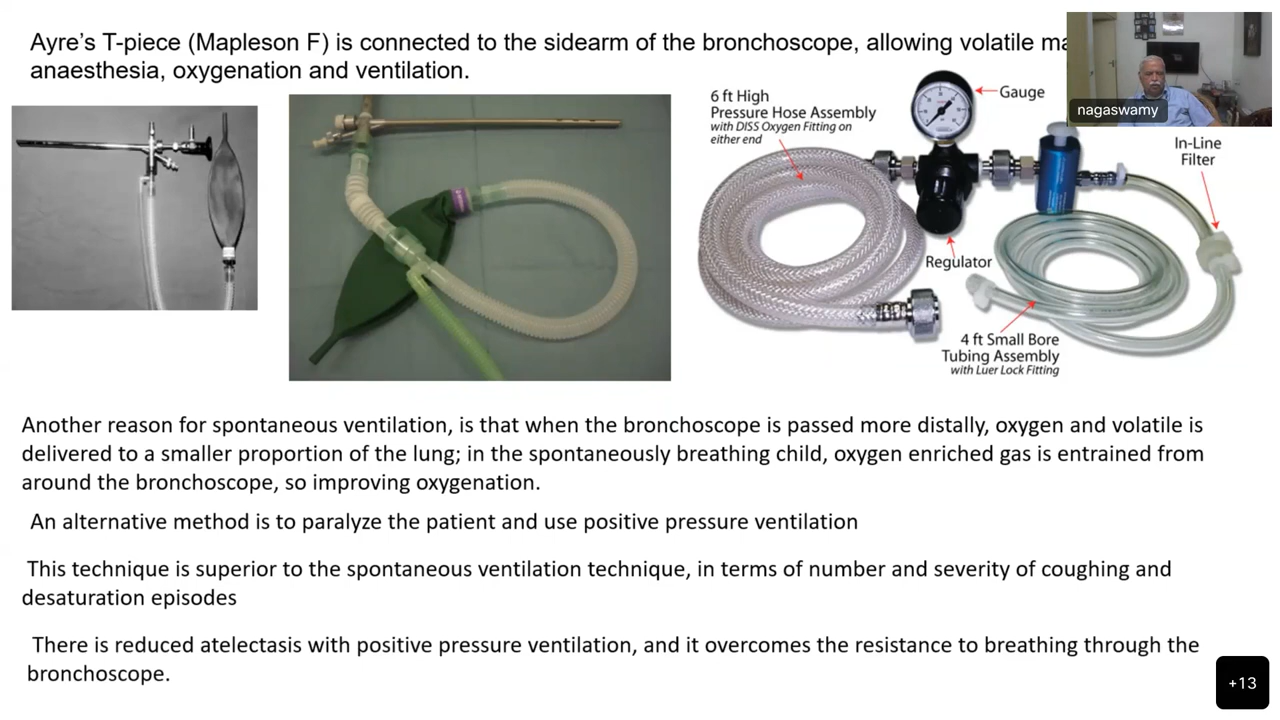 Ayre’s T-piece (Mapleson F) is connected to the sidearm of the bronchoscope, allowing volatile
anaesthesia, oxygenation and ventilation.
nagaswamy
6 ft High
Pressure Hose Assembly
with DISS Oxygen Fitting on
either end
Gauge
In-Line
Filter
Regulator
4 ft Small Bore
Tubing Assembly
with Luer Lock Fitting
Another reason for spontaneous ventilation, is that when the bronchoscope is passed more distally, oxygen and volatile is
delivered to a smaller proportion of the lung; in the spontaneously breathing child, oxygen enriched gas is entrained from
around the bronchoscope, so improving oxygenation.
An alternative method is to paralyze the patient and use positive pressure ventilation
This technique is superior to the spontaneous ventilation technique, in terms of number and severity of coughing and
desaturation episodes
There is reduced atelectasis with positive pressure ventilation, and it overcomes the resistance to breathing through the
bronchoscope.
+13